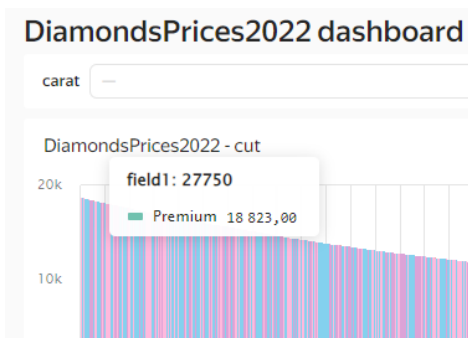 DiamondsPrices2022 dashboard
carat —
DiamondsPrices2022 - cut
field1: 27750
Premium 18 823,00
20k
10k